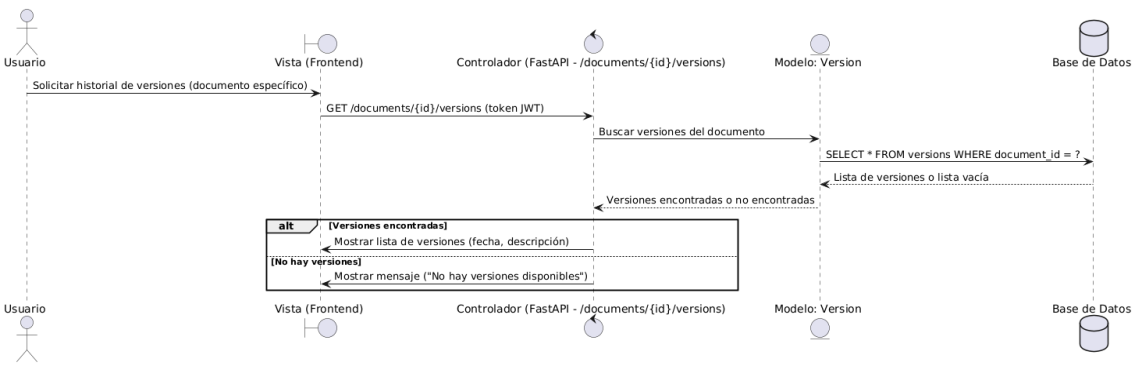 Usuario
Vista (Frontend)
Controlador (FastAPI - /documents/{id}/versions)
Modelo: Version
Base de Datos
Solicitar historial de versiones (documento específico)
GET /documents/{id}/versions (token JWT)
Buscar versiones del documento
SELECT * FROM versions WHERE document_id = ?
Lista de versiones o lista vacía
Versiones encontradas o no encontradas
alt [Versiones encontradas]
Mostrar lista de versiones (fecha, descripción)
[No hay versiones]
Mostrar mensaje ("No hay versiones disponibles")
Usuario
Vista (Frontend)
Controlador (FastAPI - /documents/{id}/versions)
Modelo: Version
Base de Datos